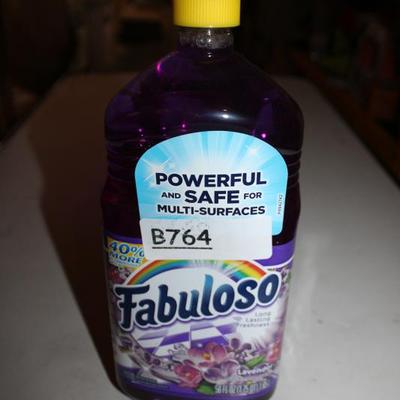 POWERFUL
AND SAFE FOR
MULTI-SURFACES
B764
40%
MORE
Fabuloso
Long
Lasting
Freshness
Lavender